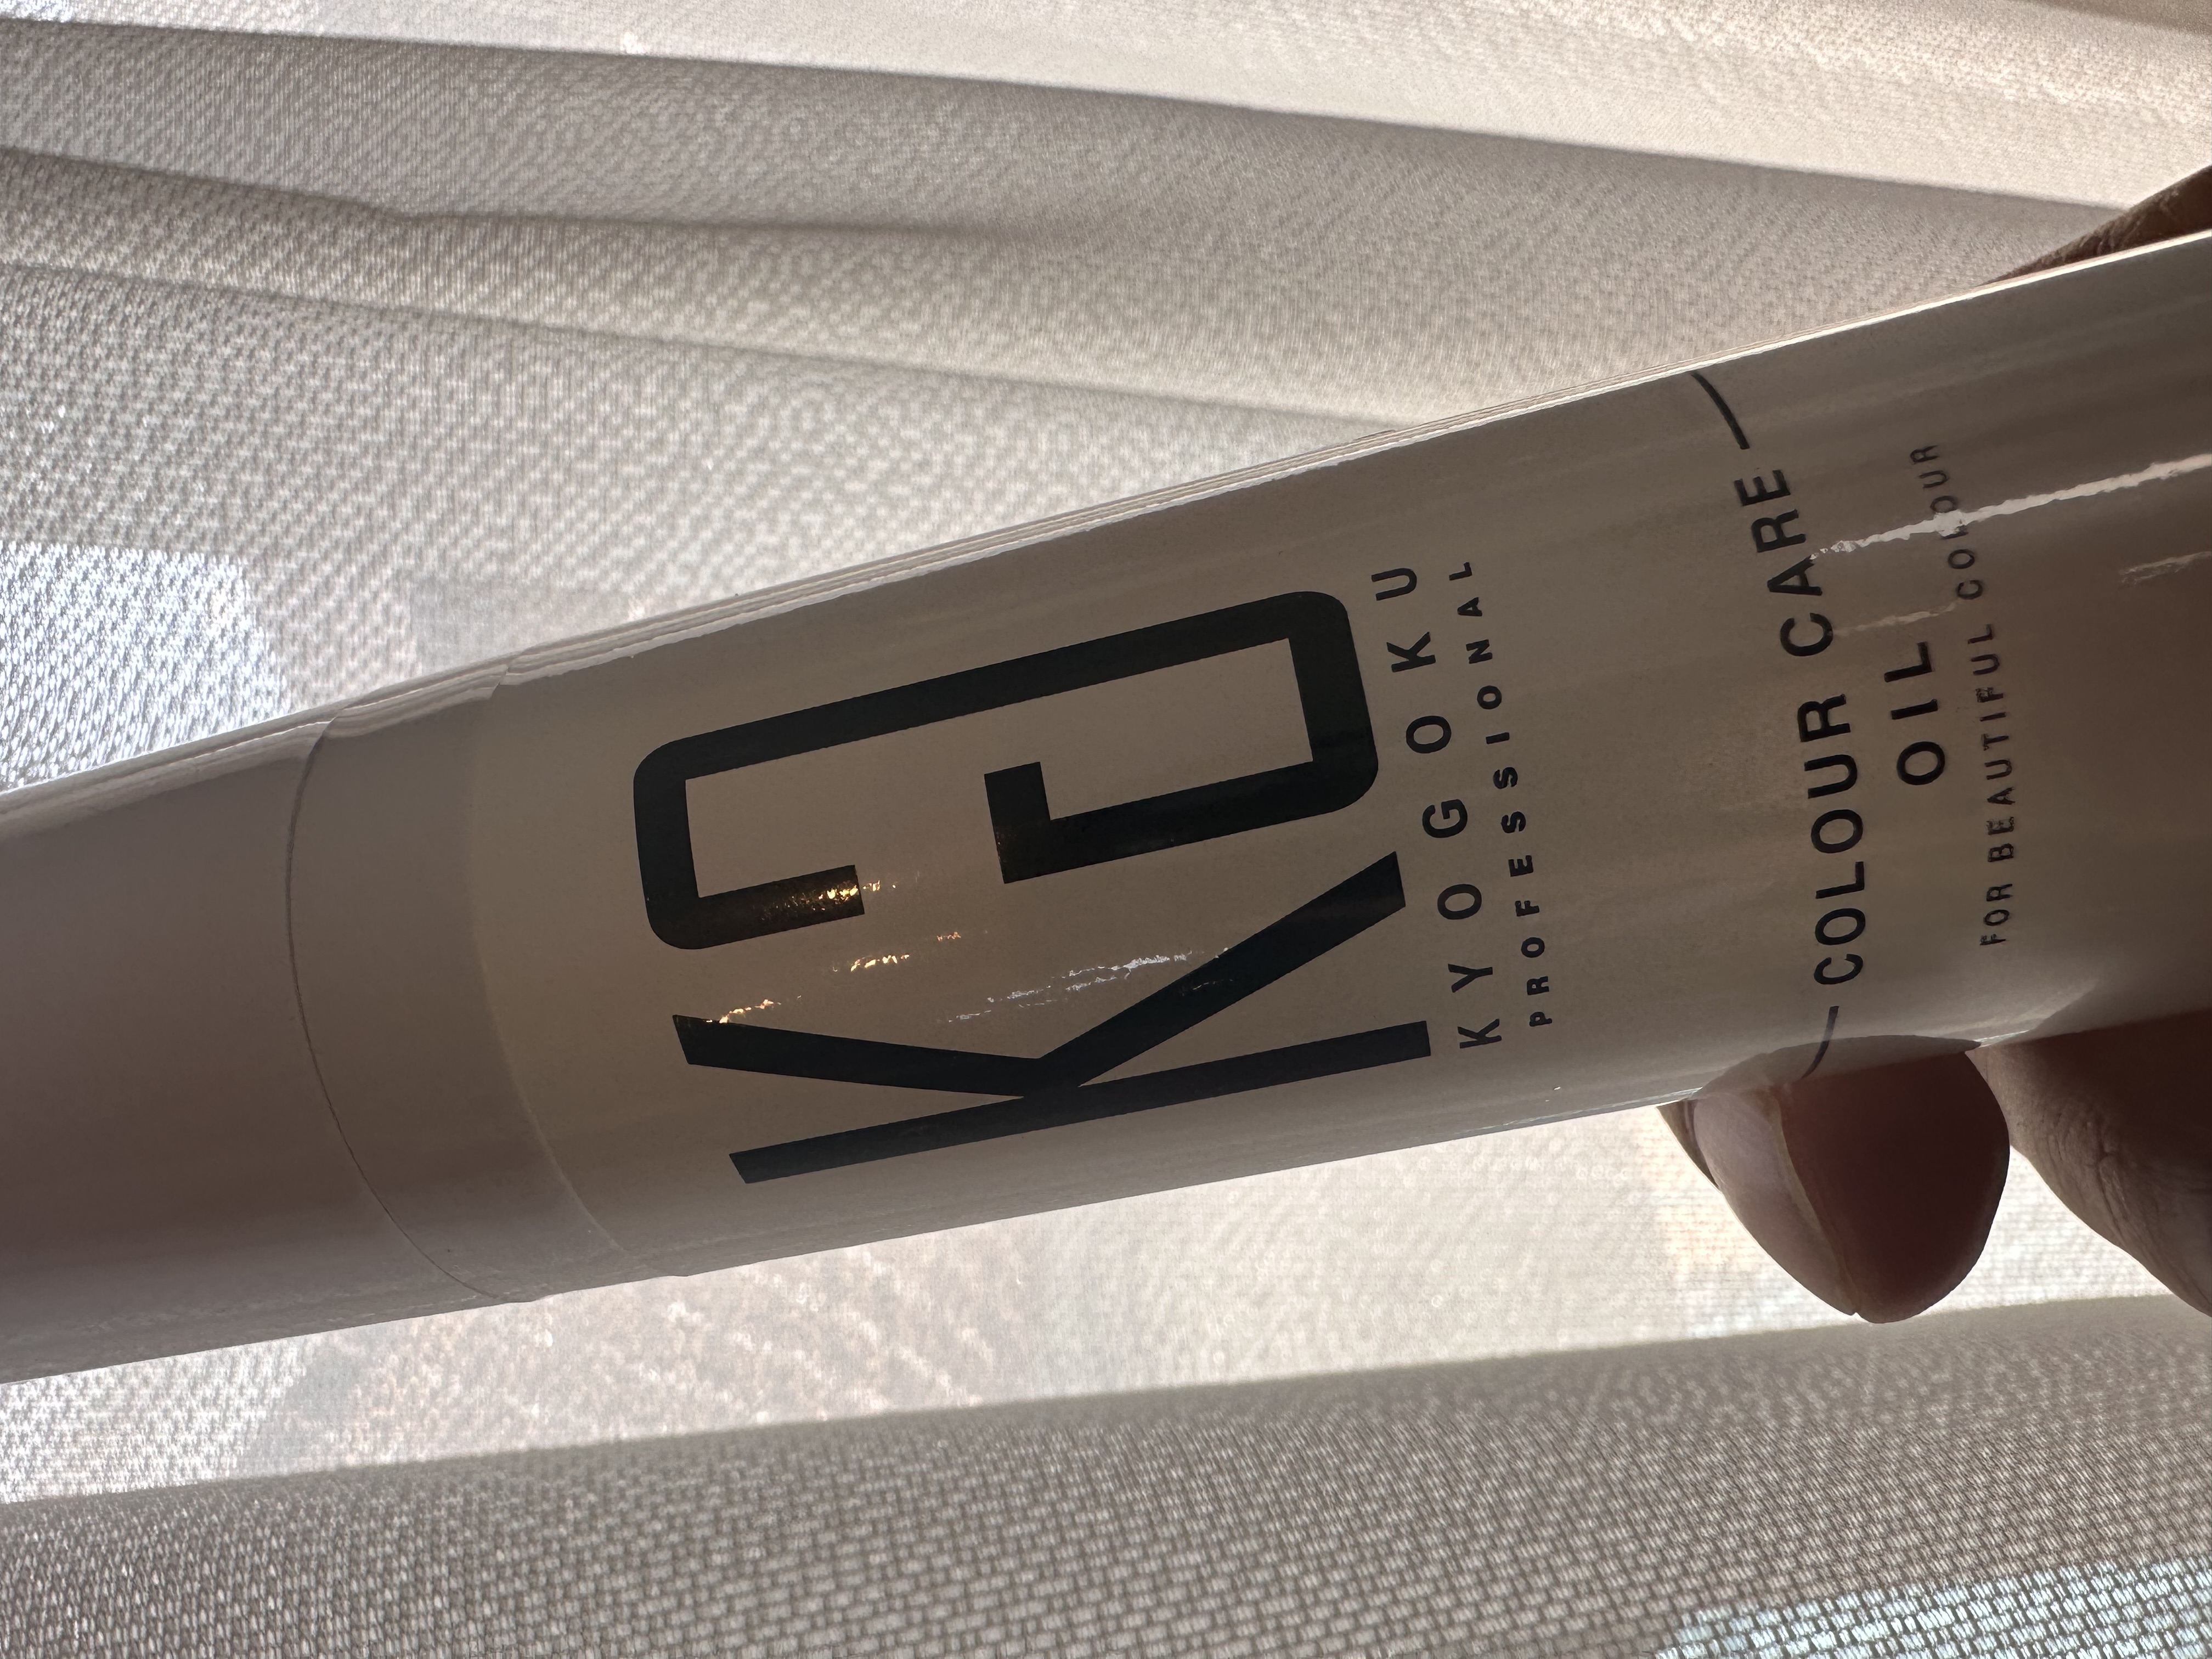 KG
KYOGOKU
PROFESSIONAL
COLOUR CARE
OIL
FOR BEAUTIFUL COLOUR